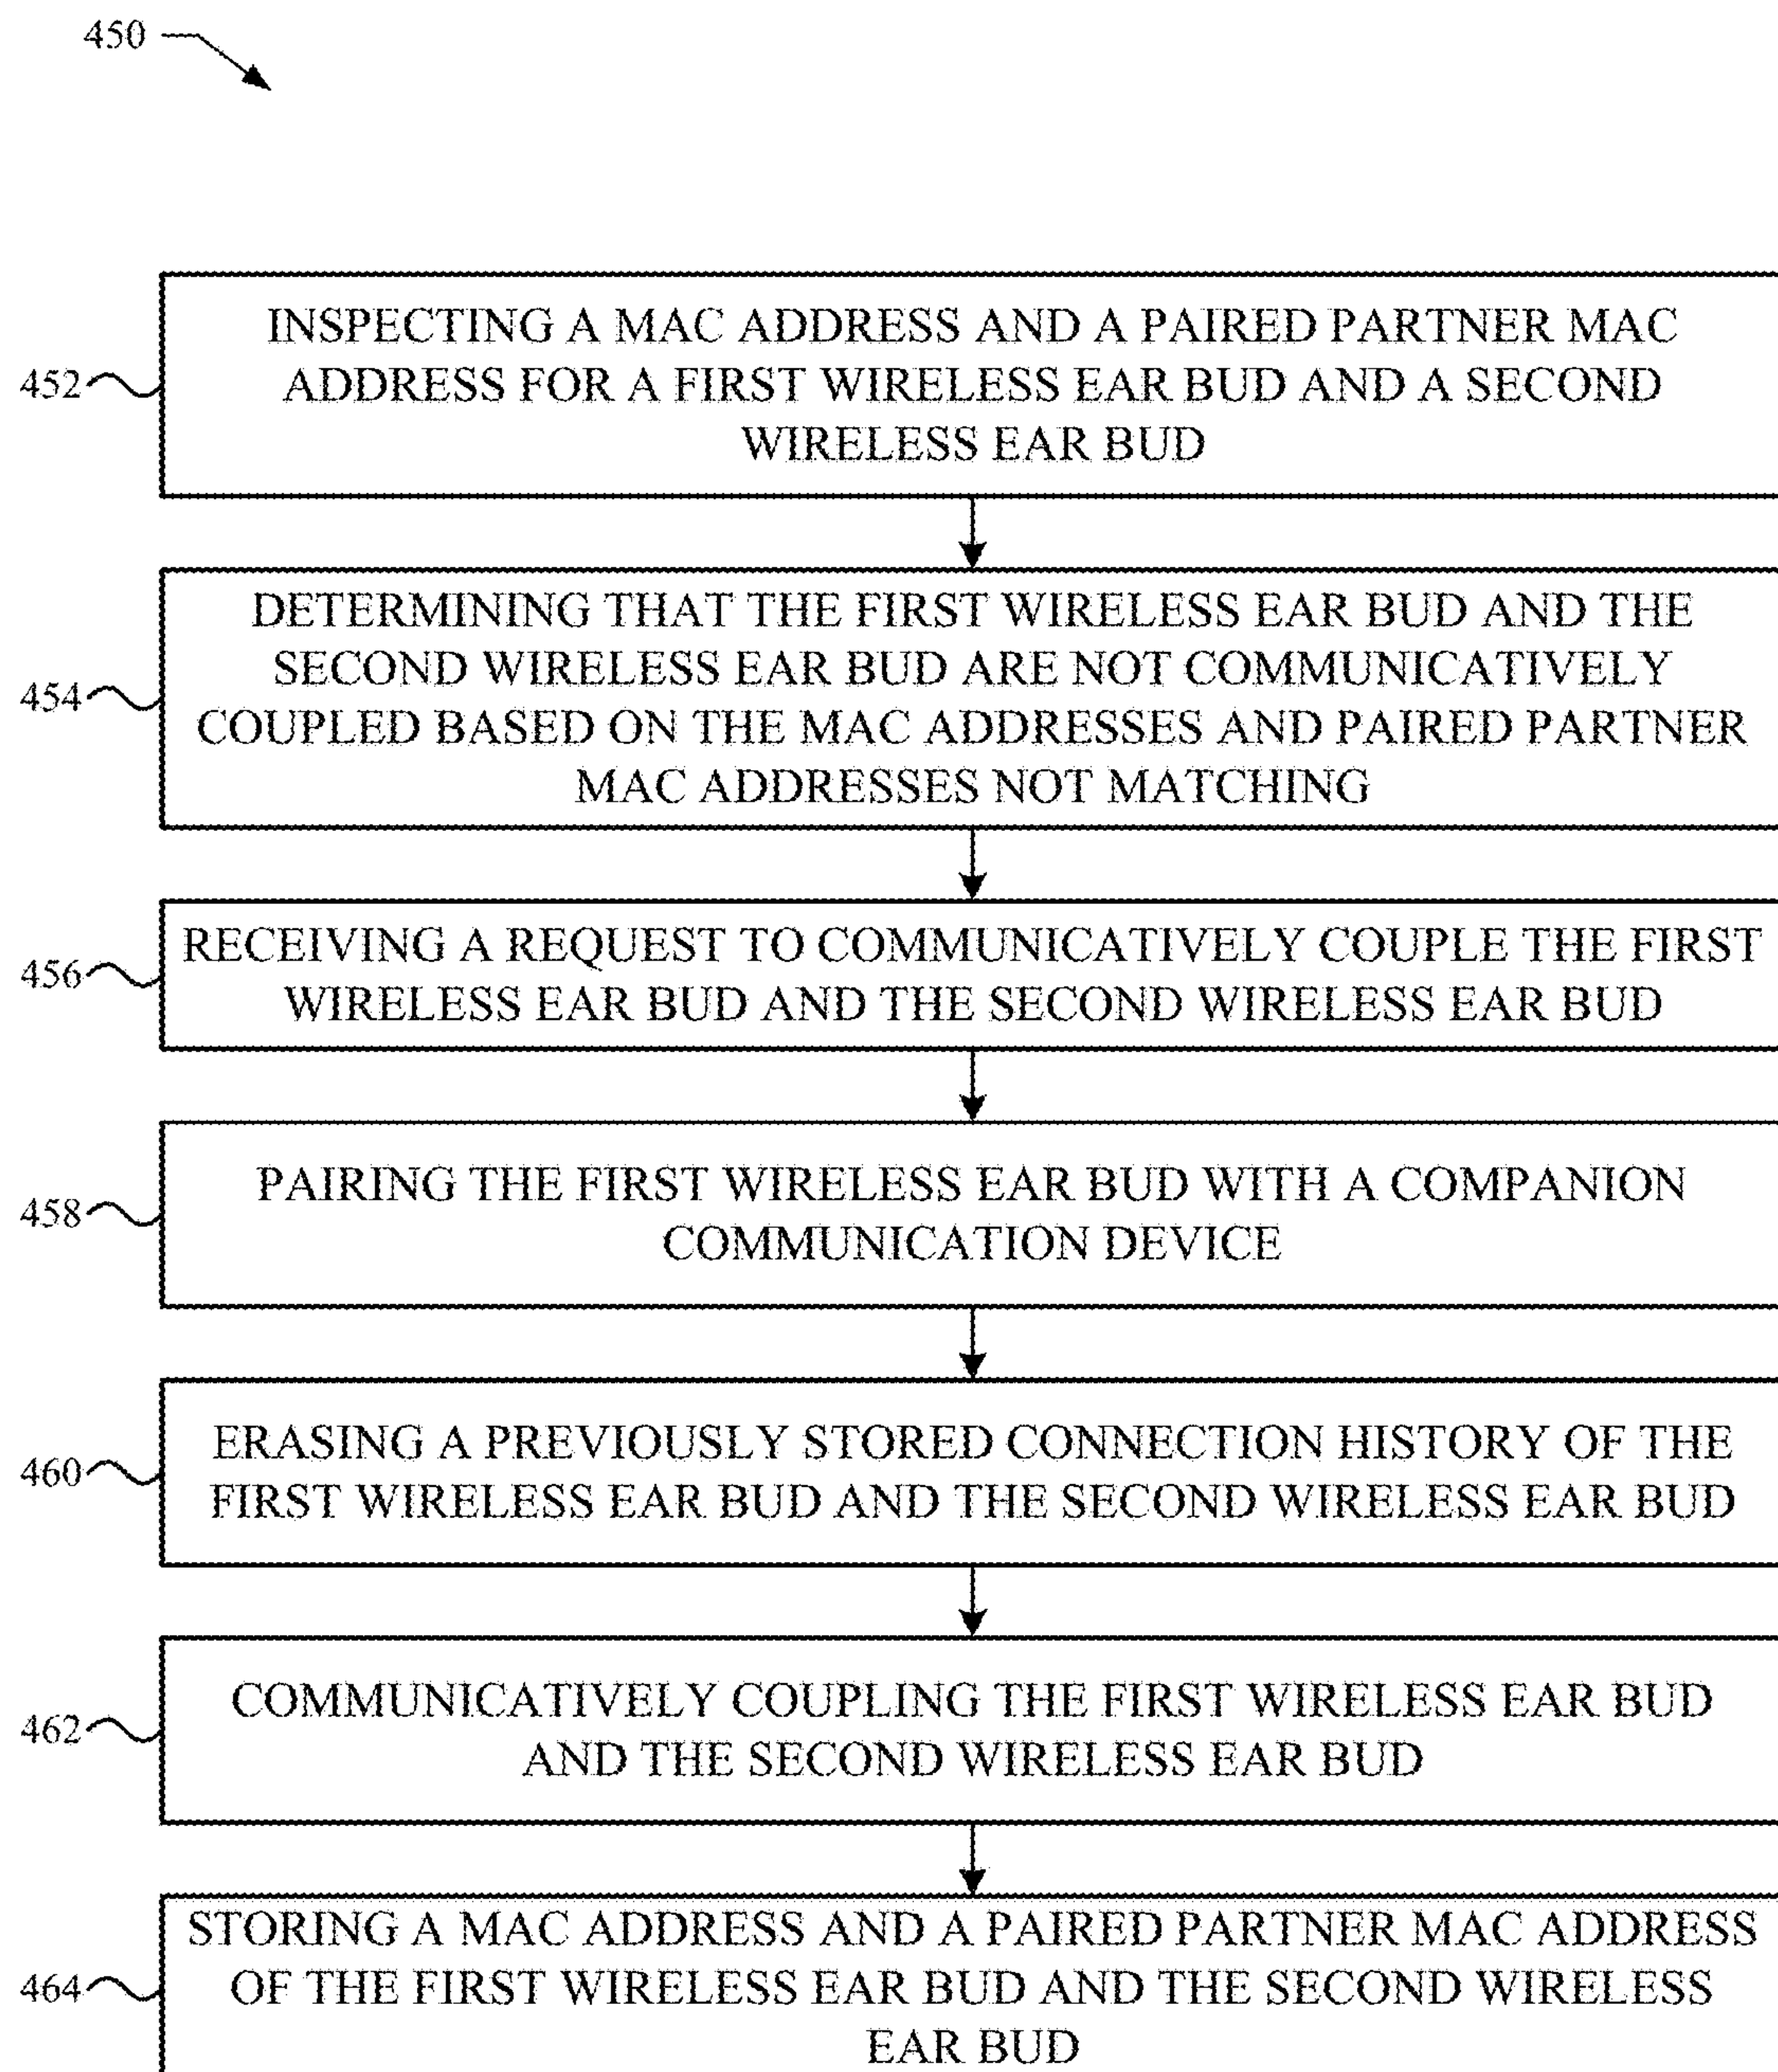 450
452
INSPECTING A MAC ADDRESS AND A PAIRED PARTNER MAC
ADDRESS FOR A FIRST WIRELESS EAR BUD AND A SECOND
WIRELESS EAR BUD
454
DETERMINING THAT THE FIRST WIRELESS EAR BUD AND THE
SECOND WIRELESS EAR BUD ARE NOT COMMUNICATIVELY
COUPLED BASED ON THE MAC ADDRESSES AND PAIRED PARTNER
MAC ADDRESSES NOT MATCHING
456
RECEIVING A REQUEST TO COMMUNICATIVELY COUPLE THE FIRST
WIRELESS EAR BUD AND THE SECOND WIRELESS EAR BUD
458
PAIRING THE FIRST WIRELESS EAR BUD WITH A COMPANION
COMMUNICATION DEVICE
460
ERASING A PREVIOUSLY STORED CONNECTION HISTORY OF THE
FIRST WIRELESS EAR BUD AND THE SECOND WIRELESS EAR BUD
462
COMMUNICATIVELY COUPLING THE FIRST WIRELESS EAR BUD
AND THE SECOND WIRELESS EAR BUD
464
STORING A MAC ADDRESS AND A PAIRED PARTNER MAC ADDRESS
OF THE FIRST WIRELESS EAR BUD AND THE SECOND WIRELESS
EAR BUD